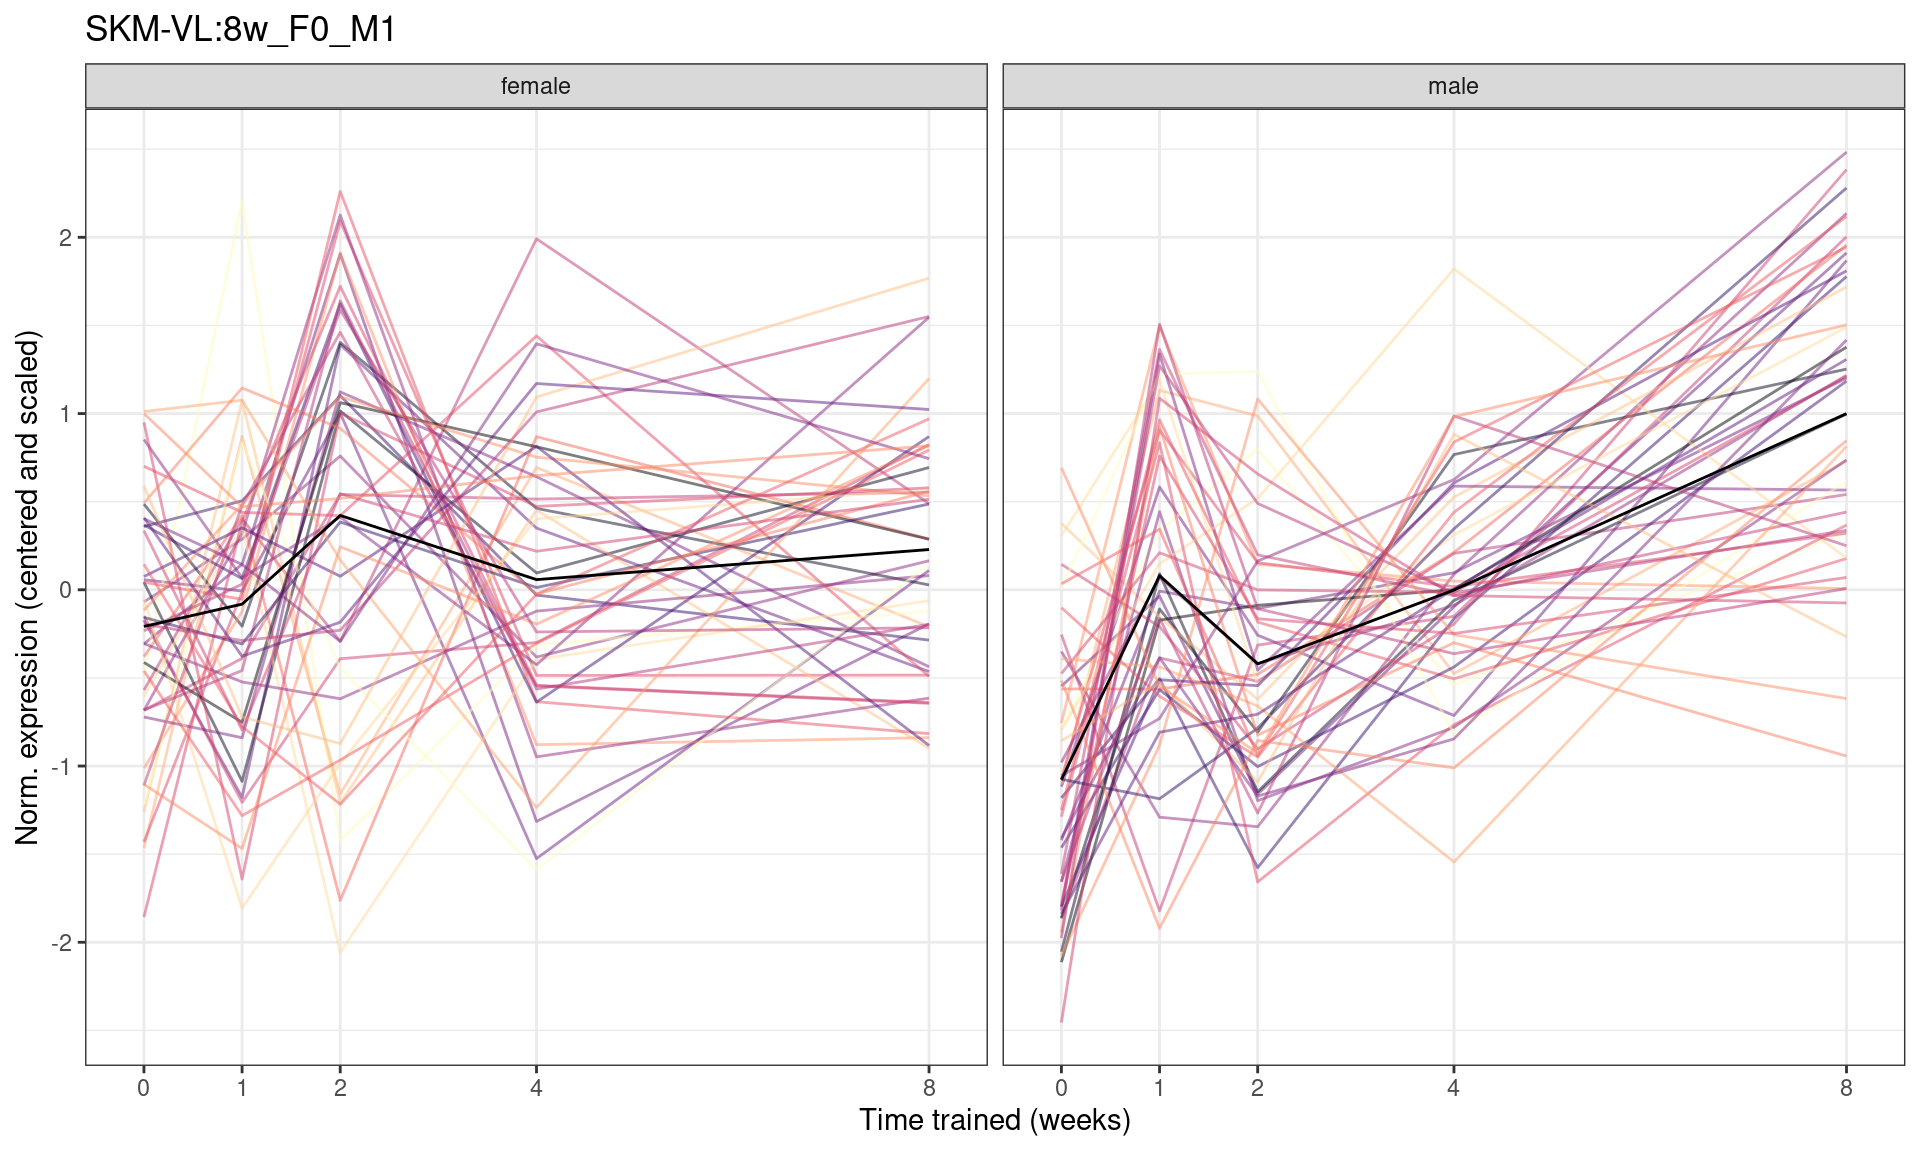 SKM-VL:8w_F0_M1
female
male
Norm. expression (centered and scaled)
2
1
0
-1
-2
0 1 2 4 8
0 1 2 4 8
Time trained (weeks)